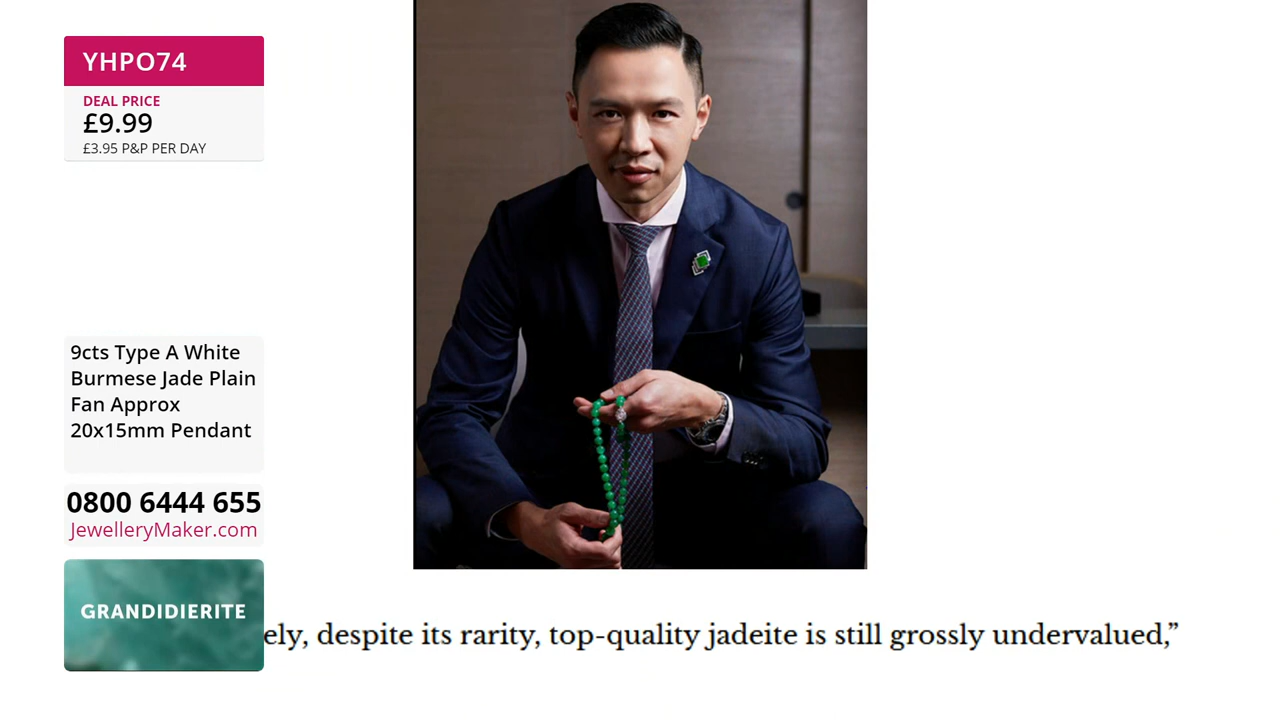 YHPO74
DEAL PRICE
£9.99
£3.95 P&P PER DAY
9cts Type A White
Burmese Jade Plain
Fan Approx
20x15mm Pendant
0800 6444 655
JewelleryMaker.com
GRANDIDIERITE
ely, despite its rarity, top-quality jadeite is still grossly undervalued,”